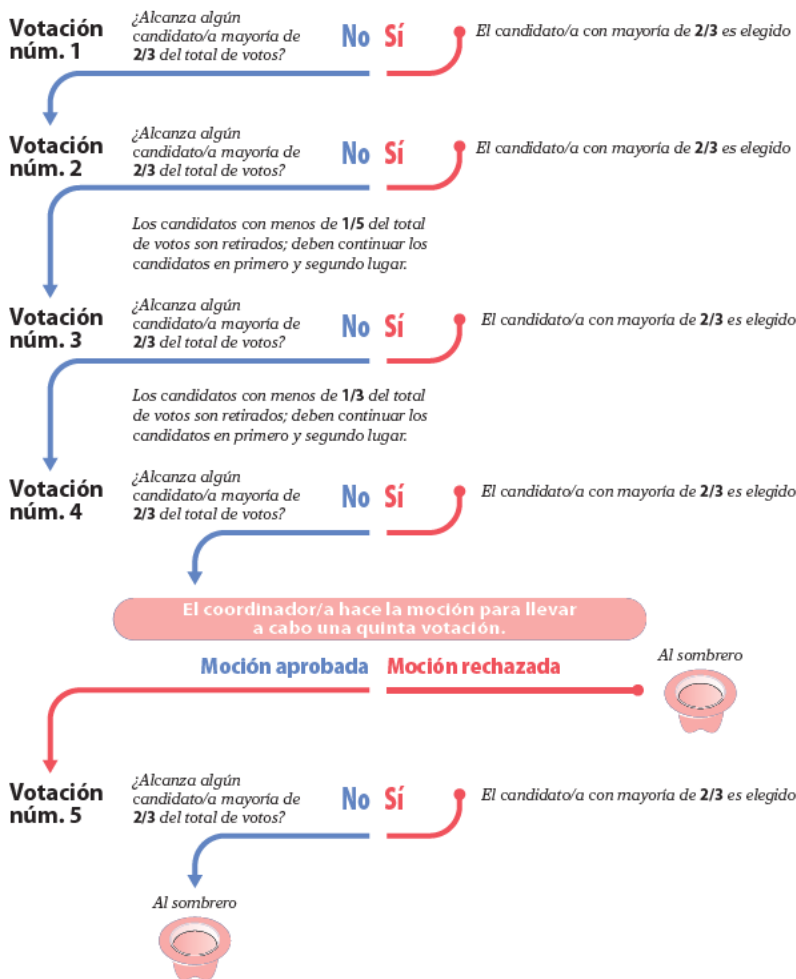 Votación
núm. 1
¿Alcanza algún
candidato/a mayoría de
2/3 del total de votos?
No Sí
El candidato/a con mayoría de 2/3 es elegido
Votación
núm. 2
¿Alcanza algún
candidato/a mayoría de
2/3 del total de votos?
No Sí
El candidato/a con mayoría de 2/3 es elegido
Los candidatos con menos de 1/5 del total
de votos son retirados; deben continuar los
candidatos en primero y segundo lugar.
Votación
núm. 3
¿Alcanza algún
candidato/a mayoría de
2/3 del total de votos?
No Sí
El candidato/a con mayoría de 2/3 es elegido
Los candidatos con menos de 1/3 del total
de votos son retirados; deben continuar los
candidatos en primero y segundo lugar.
Votación
núm. 4
¿Alcanza algún
candidato/a mayoría de
2/3 del total de votos?
No Sí
El candidato/a con mayoría de 2/3 es elegido
El coordinador/a hace la moción para llevar
a cabo una quinta votación.
Moción aprobada Moción rechazada
Al sombrero
Votación
núm. 5
¿Alcanza algún
candidato/a mayoría de
2/3 del total de votos?
No Sí
El candidato/a con mayoría de 2/3 es elegido
Al sombrero